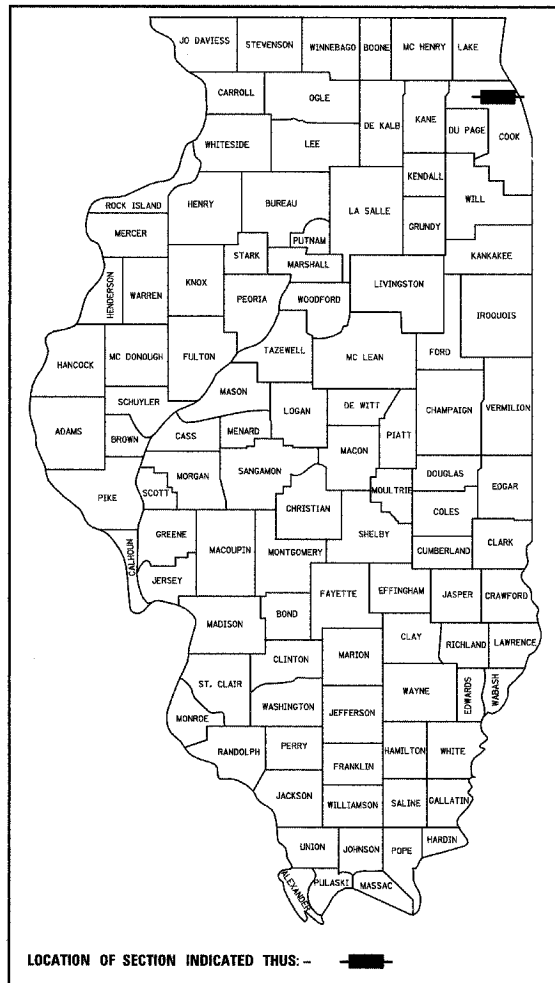 JO DAVIESS
STEVENSON
WINNEBAGO
BOONE
MC HENRY
LAKE
CARROLL
OGLE
DE KALB
KANE
DU PAGE
COOK
WHITESIDE
LEE
KENDALL
WILL
ROCK ISLAND
HENRY
BUREAU
LA SALLE
GRUNDY
MERCER
PUTNAM
KANKAKEE
STARK
MARSHALL
HENDERSON
WARREN
KNOX
PEORIA
WOODFORD
LIVINGSTON
IROQUOIS
HANCOCK
MC DONOUGH
FULTON
TAZEWELL
MC LEAN
FORD
SCHUYLER
MASON
LOGAN
DE WITT
CHAMPAIGN
VERMILION
ADAMS
BROWN
CASS
MENARD
PIATT
MACON
PIKE
SCOTT
MORGAN
SANGAMON
MOULTRIE
DOUGLAS
EDGAR
CHRISTIAN
COLES
CALHOUN
GREENE
MACOUPIN
MONTGOMERY
SHELBY
CUMBERLAND
CLARK
JERSEY
FAYETTE
EFFINGHAM
JASPER
CRAWFORD
MADISON
BOND
CLAY
RICHLAND
LAWRENCE
CLINTON
MARION
ST. CLAIR
WAYNE
EDWARDS
WABASH
WASHINGTON
JEFFERSON
MONROE
RANDOLPH
PERRY
HAMILTON
WHITE
FRANKLIN
JACKSON
WILLIAMSON
SALINE
GALLATIN
UNION
JOHNSON
POPE
HARDIN
ALEXANDER
PULASKI
MASSAC
LOCATION OF SECTION INDICATED THUS: -